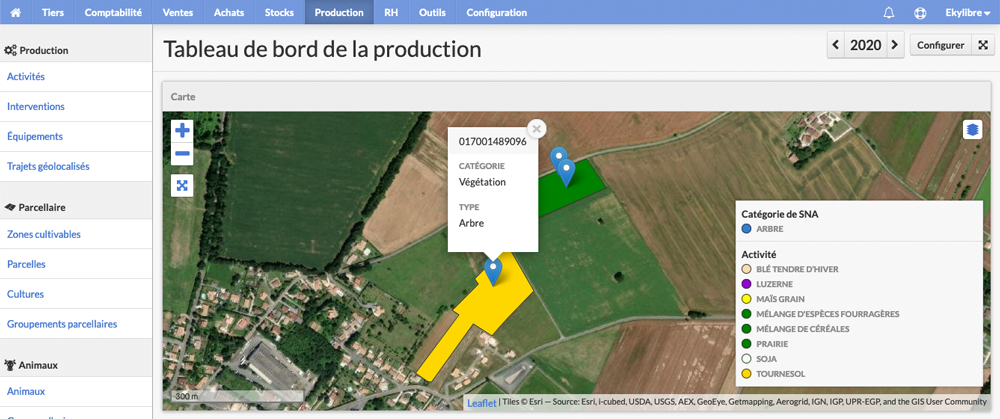 Tiers Comptabilité Ventes Achats Stocks Production RH Outils Configuration Ekylibre
Production
Activités
Interventions
Équipements
Trajets géolocalisés
Parcellaire
Zones cultivables
Parcelles
Cultures
Groupements parcellaires
Animaux
Animaux
Tableau de bord de la production
2020
Configurer
Carte
017001489096
CATÉGORIE
Végétation
TYPE
Arbre
Catégorie de SNA
ARBRE
Activité
BLÉ TENDRE D'HIVER
LUZERNE
MAÏS GRAIN
MÉLANGE D'ESPÈCES FOURRAGÈRES
MÉLANGE DE CÉRÉALES
PRAIRIE
SOJA
TOURNESOL
300 m
Leaflet | Tiles © Esri — Source: Esri, i-cubed, USDA, USGS, AEX, GeoEye, Getmapping, Aerogrid, IGN, IGP, UPR-EGP, and the GIS User Community